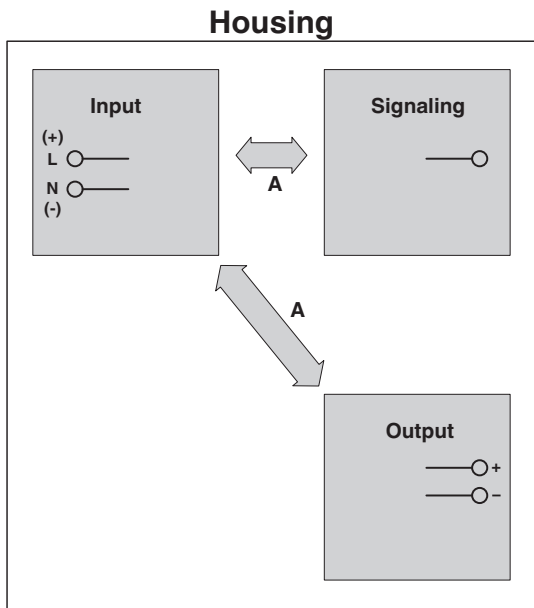 Housing
Input
Signaling
(+)
L
N
(-)
A
A
Output
+
–